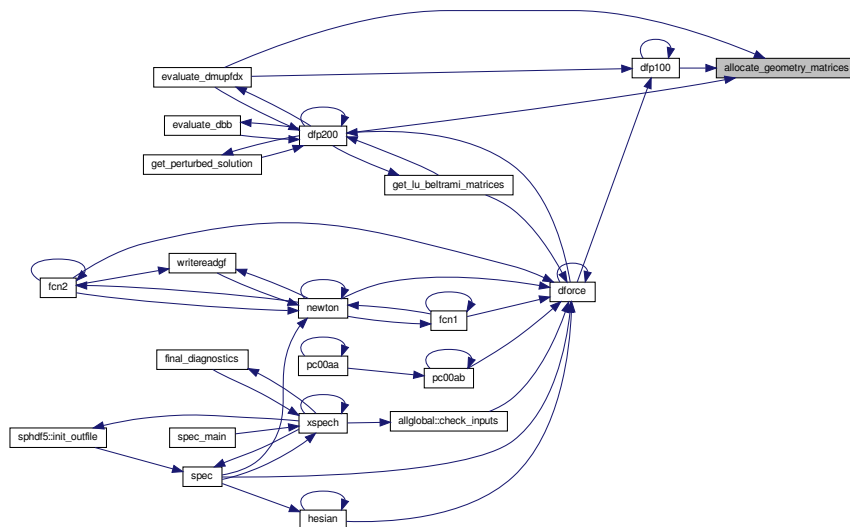 evaluate_dmupfdx
dfp100
allocate_geometry_matrices
evaluate_dbb
dfp200
get_perturbed_solution
get_lu_beltrami_matrices
writereadgf
fcn2
dforce
newton
fcn1
final_diagnostics
pc00aa
pc00ab
xspech
allglobal::check_inputs
sphdf5::init_outfile
spec_main
spec
hesian